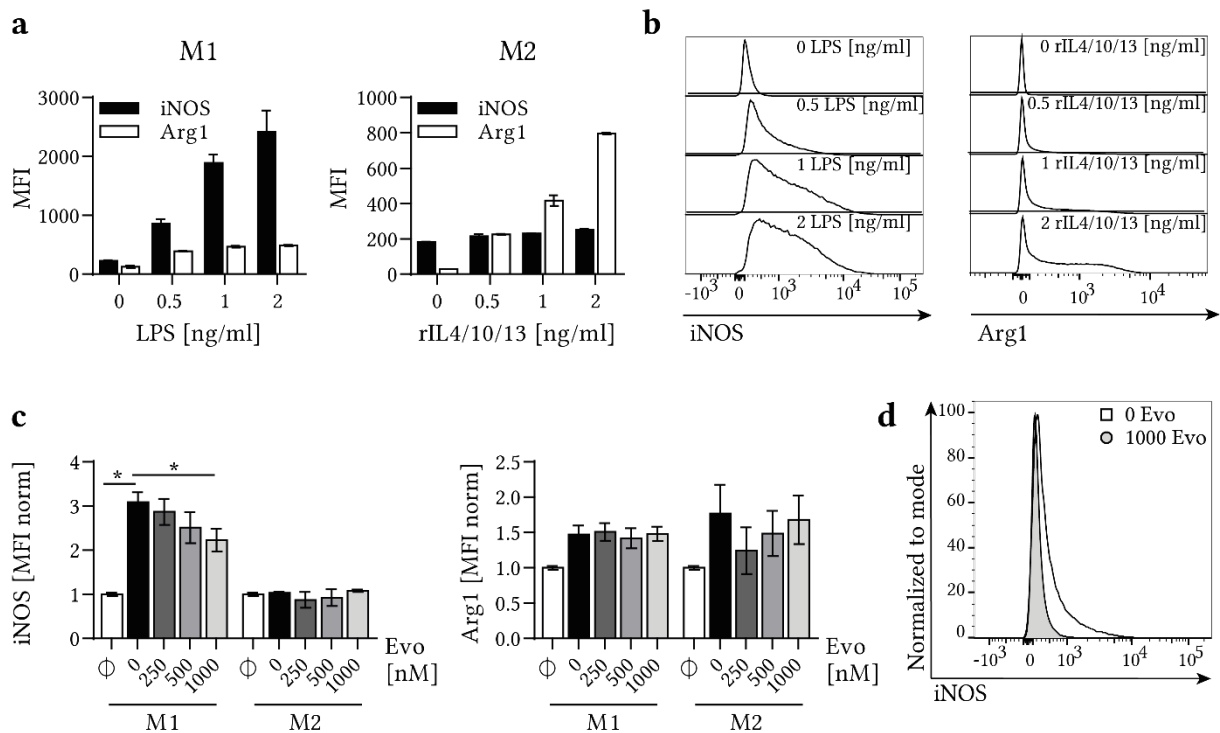 a
M1
iNOS
Arg1
MFI
3000
2000
1000
0
0 0.5 1 2
LPS [ng/ml]
M2
iNOS
Arg1
MFI
1000
800
600
400
200
0
0 0.5 1 2
rIL4/10/13 [ng/ml]
b
0 LPS [ng/ml]
0.5 LPS [ng/ml]
1 LPS [ng/ml]
2 LPS [ng/ml]
-10³ 0 10³ 10⁴ 10⁵
iNOS
0 rIL4/10/13 [ng/ml]
0.5 rIL4/10/13 [ng/ml]
1 rIL4/10/13 [ng/ml]
2 rIL4/10/13 [ng/ml]
0 10³ 10⁴
Arg1
c
iNOS [MFI norm]
4
3
2
1
0
* *
∅ 0 250 500 1000 ∅ 0 250 500 1000
Evo
[nM]
M1 M2
Arg1 [MFI norm]
2.5
2.0
1.5
1.0
0.5
0.0
∅ 0 250 500 1000 ∅ 0 250 500 1000
Evo
[nM]
M1 M2
d
Normalized to mode
100
80
60
40
20
0
0 Evo
1000 Evo
-10³ 0 10³ 10⁴ 10⁵
iNOS